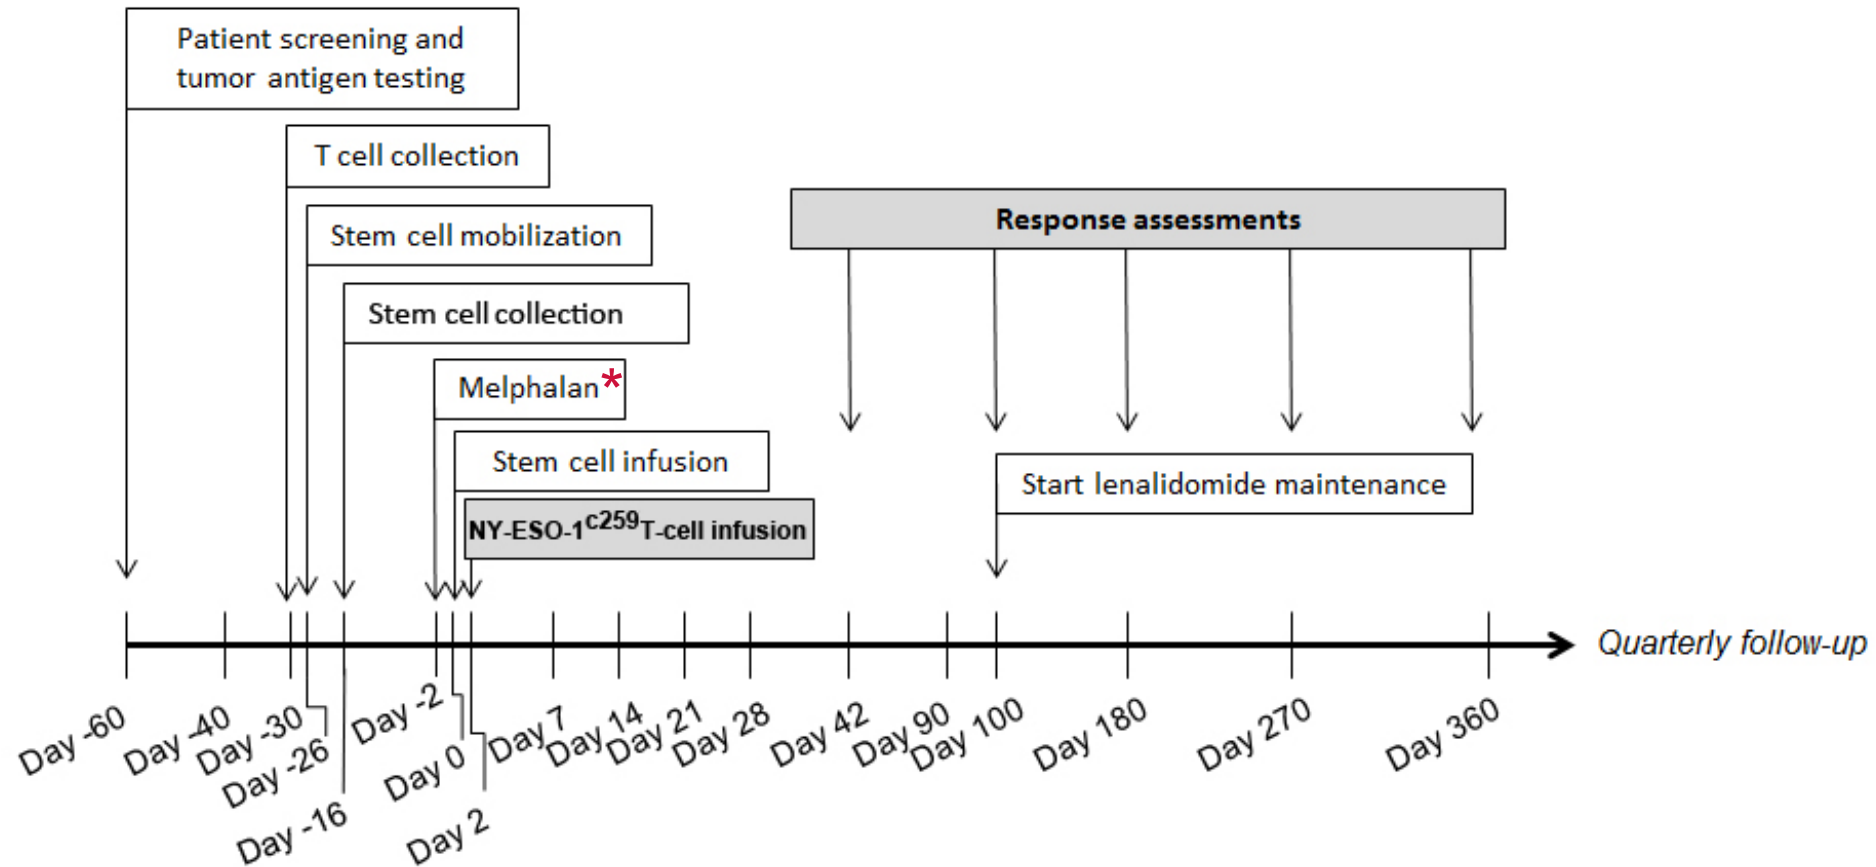 Patient screening and
tumor antigen testing
T cell collection
Stem cell mobilization
Response assessments
Stem cell collection
Melphalan*
Stem cell infusion
Start lenalidomide maintenance
NY-ESO-1c259T-cell infusion
Quarterly follow-up
Day -60
Day -40
Day -30
Day -26
Day -16
Day -2
Day 0
Day 2
Day 7
Day 14
Day 21
Day 28
Day 42
Day 90
Day 100
Day 180
Day 270
Day 360